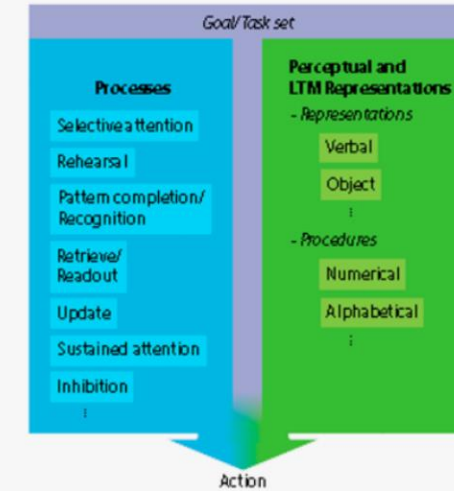 Goal/Task set
Processes
Selective attention
Rehearsal
Pattern completion/
Recognition
Retrieve/
Readout
Update
Sustained attention
Inhibition
⋮
Perceptual and
LTM Representations
- Representations
Verbal
Object
⋮
- Procedures
Numerical
Alphabetical
⋮
Action